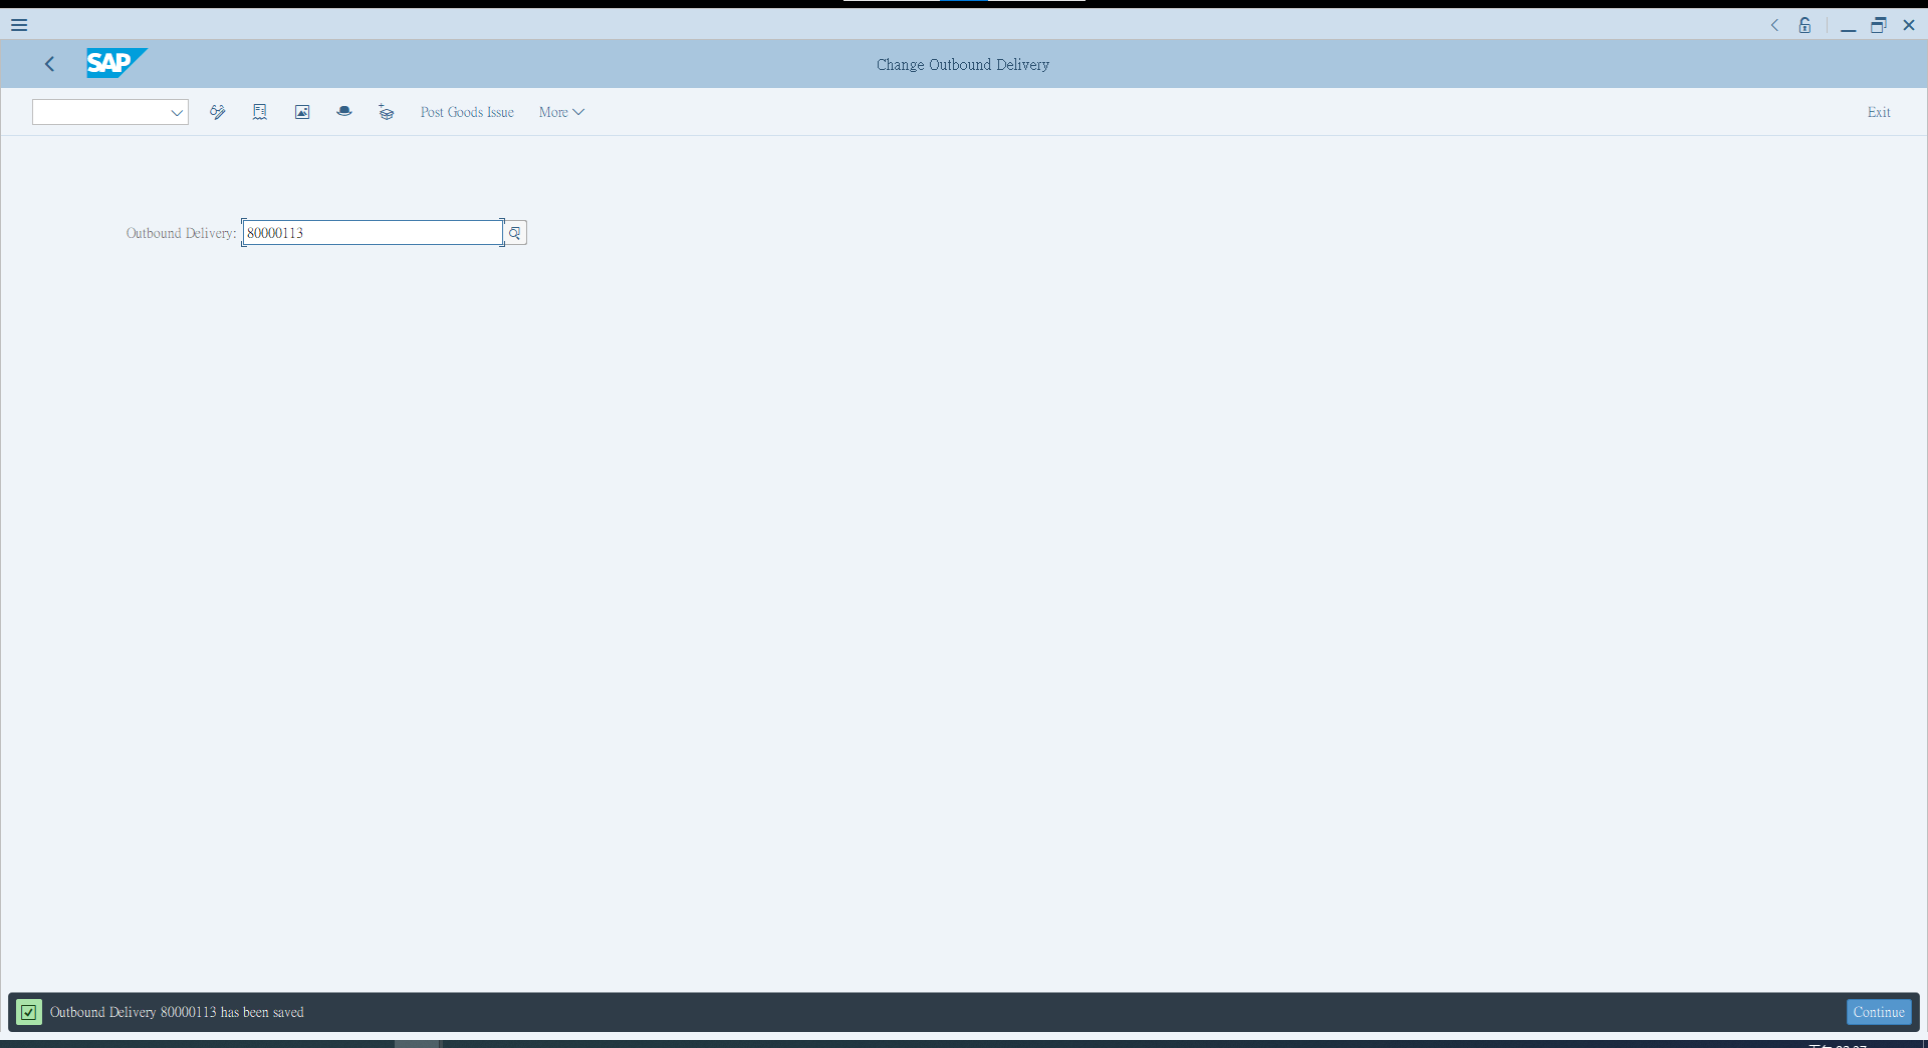 SAP
Change Outbound Delivery
Post Goods Issue More Exit
Outbound Delivery: 80000113
Outbound Delivery 80000113 has been saved
Continue